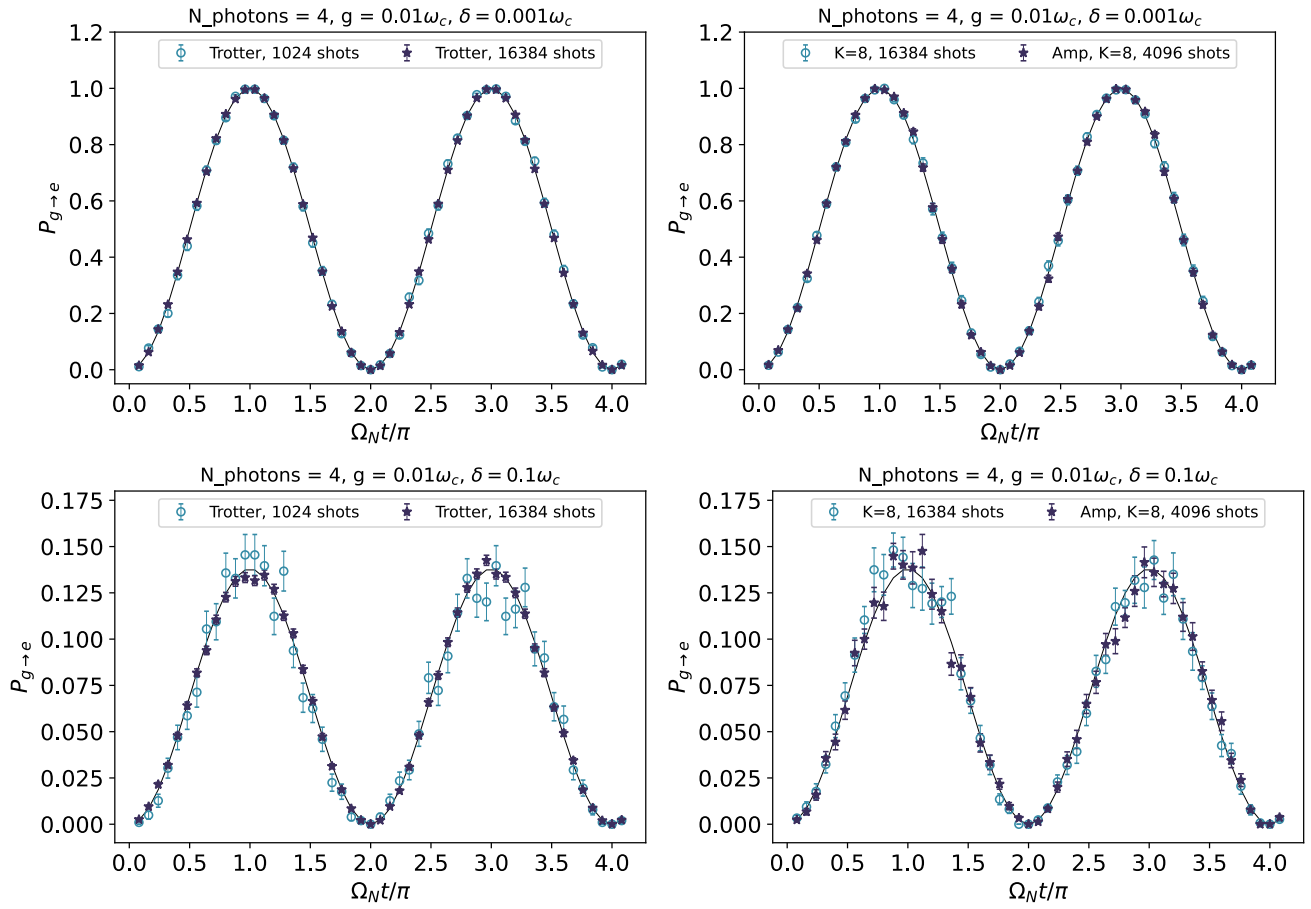 N_photons = 4, g = 0.01ω_c, δ = 0.001ω_c
Trotter, 1024 shots
Trotter, 16384 shots
1.2
1.0
0.8
0.6
0.4
0.2
0.0
P_{g→e}
0.0 0.5 1.0 1.5 2.0 2.5 3.0 3.5 4.0
Ω_N t/π
N_photons = 4, g = 0.01ω_c, δ = 0.001ω_c
K=8, 16384 shots
Amp, K=8, 4096 shots
1.2
1.0
0.8
0.6
0.4
0.2
0.0
P_{g→e}
0.0 0.5 1.0 1.5 2.0 2.5 3.0 3.5 4.0
Ω_N t/π
N_photons = 4, g = 0.01ω_c, δ = 0.1ω_c
Trotter, 1024 shots
Trotter, 16384 shots
0.175
0.150
0.125
0.100
0.075
0.050
0.025
0.000
P_{g→e}
0.0 0.5 1.0 1.5 2.0 2.5 3.0 3.5 4.0
Ω_N t/π
N_photons = 4, g = 0.01ω_c, δ = 0.1ω_c
K=8, 16384 shots
Amp, K=8, 4096 shots
0.175
0.150
0.125
0.100
0.075
0.050
0.025
0.000
P_{g→e}
0.0 0.5 1.0 1.5 2.0 2.5 3.0 3.5 4.0
Ω_N t/π